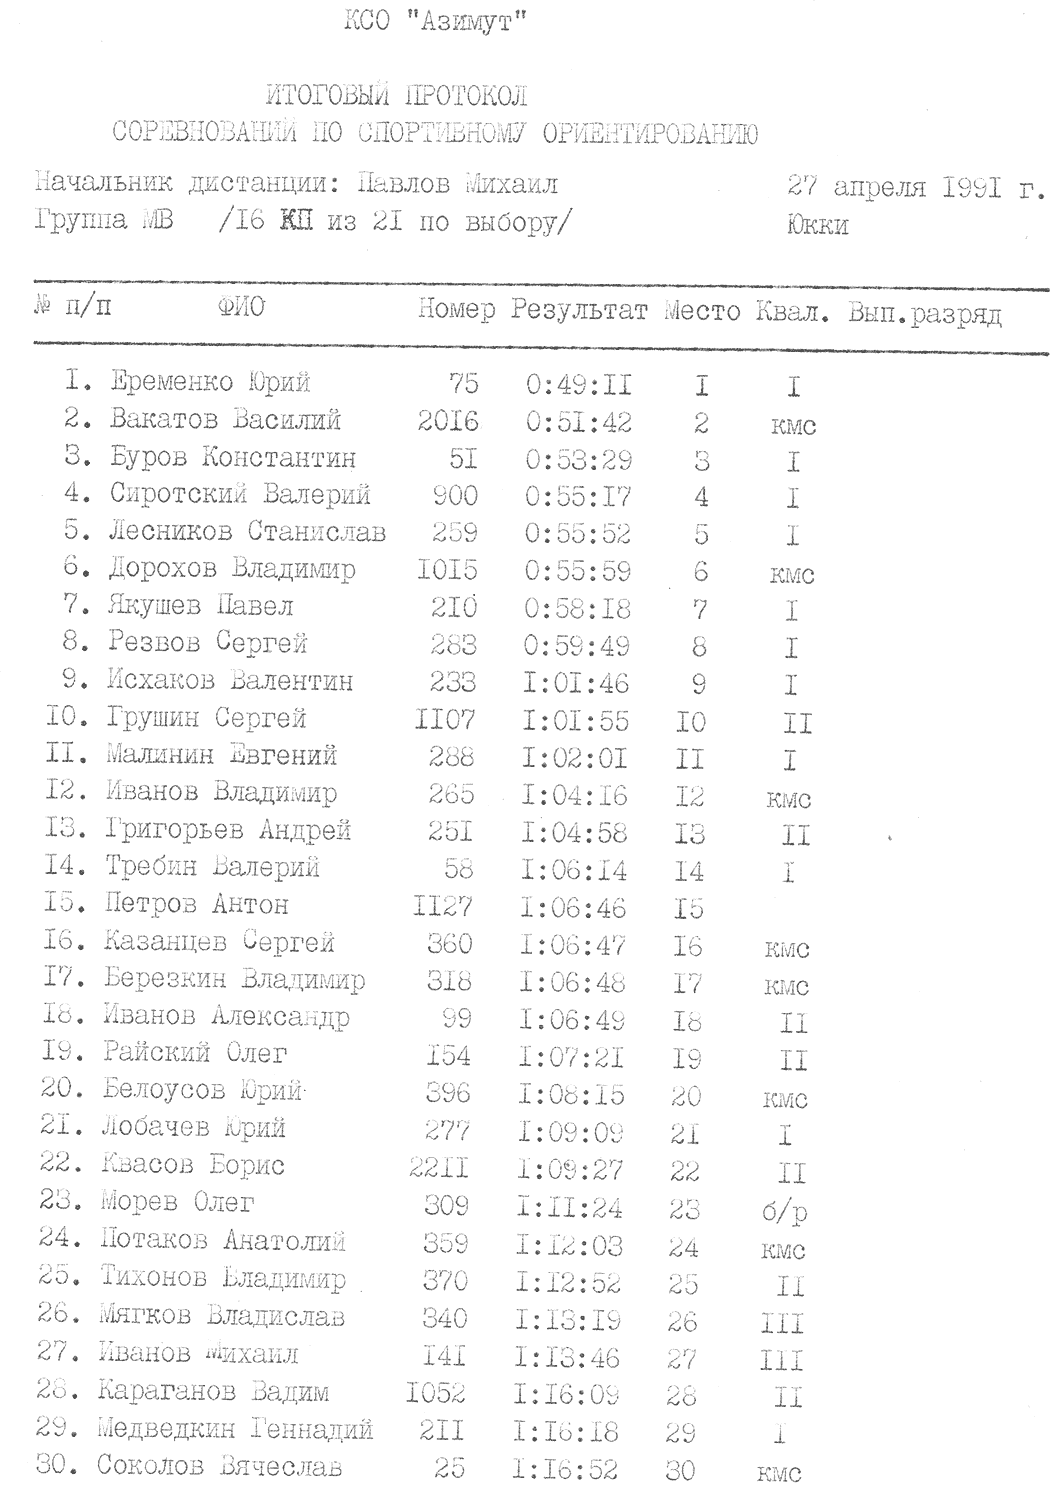 КСО "Азимут"
ИТОГОВЫЙ ПРОТОКОЛ
СОРЕВНОВАНИЙ ПО СПОРТИВНОМУ ОРИЕНТИРОВАНИЮ
Начальник дистанции: Павлов Михаил 27 апреля I99I г.
Группа МВ /I6 КП из 2I по выбору/ Юкки
№ п/п ФИО Номер Результат Место Квал. Вып.разряд
I. Еременко Юрий 75 0:49:II I I
2. Вакатов Василий 20I6 0:5I:42 2 кмс
3. Буров Константин 5I 0:53:29 3 I
4. Сиротский Валерий 900 0:55:I7 4 I
5. Лесников Станислав 259 0:55:52 5 I
6. Дорохов Владимир I0I5 0:55:59 6 кмс
7. Якушев Павел 2I0 0:58:I8 7 I
8. Резвов Сергей 283 0:59:49 8 I
9. Исхаков Валентин 233 I:0I:46 9 I
I0. Грушин Сергей II07 I:0I:55 I0 II
II. Малинин Евгений 288 I:02:0I II I
I2. Иванов Владимир 265 I:04:I6 I2 кмс
I3. Григорьев Андрей 25I I:04:58 I3 II
I4. Требин Валерий 58 I:06:I4 I4 I
I5. Петров Антон II27 I:06:46 I5
I6. Казанцев Сергей 360 I:06:47 I6 кмс
I7. Березкин Владимир 3I8 I:06:48 I7 кмс
I8. Иванов Александр 99 I:06:49 I8 II
I9. Райский Олег I54 I:07:2I I9 II
20. Белоусов Юрий 396 I:08:I5 20 кмс
2I. Лобачев Юрий 277 I:09:09 2I I
22. Квасов Борис 22II I:09:27 22 II
23. Морев Олег 309 I:II:24 23 б/р
24. Потаков Анатолий 359 I:I2:03 24 кмс
25. Тихонов Владимир 370 I:I2:52 25 II
26. Мягков Владислав 340 I:I3:I9 26 III
27. Иванов Михаил I4I I:I3:46 27 III
28. Караганов Вадим I052 I:I6:09 28 II
29. Медведкин Геннадий 2II I:I6:I8 29 I
30. Соколов Вячеслав 25 I:I6:52 30 кмс